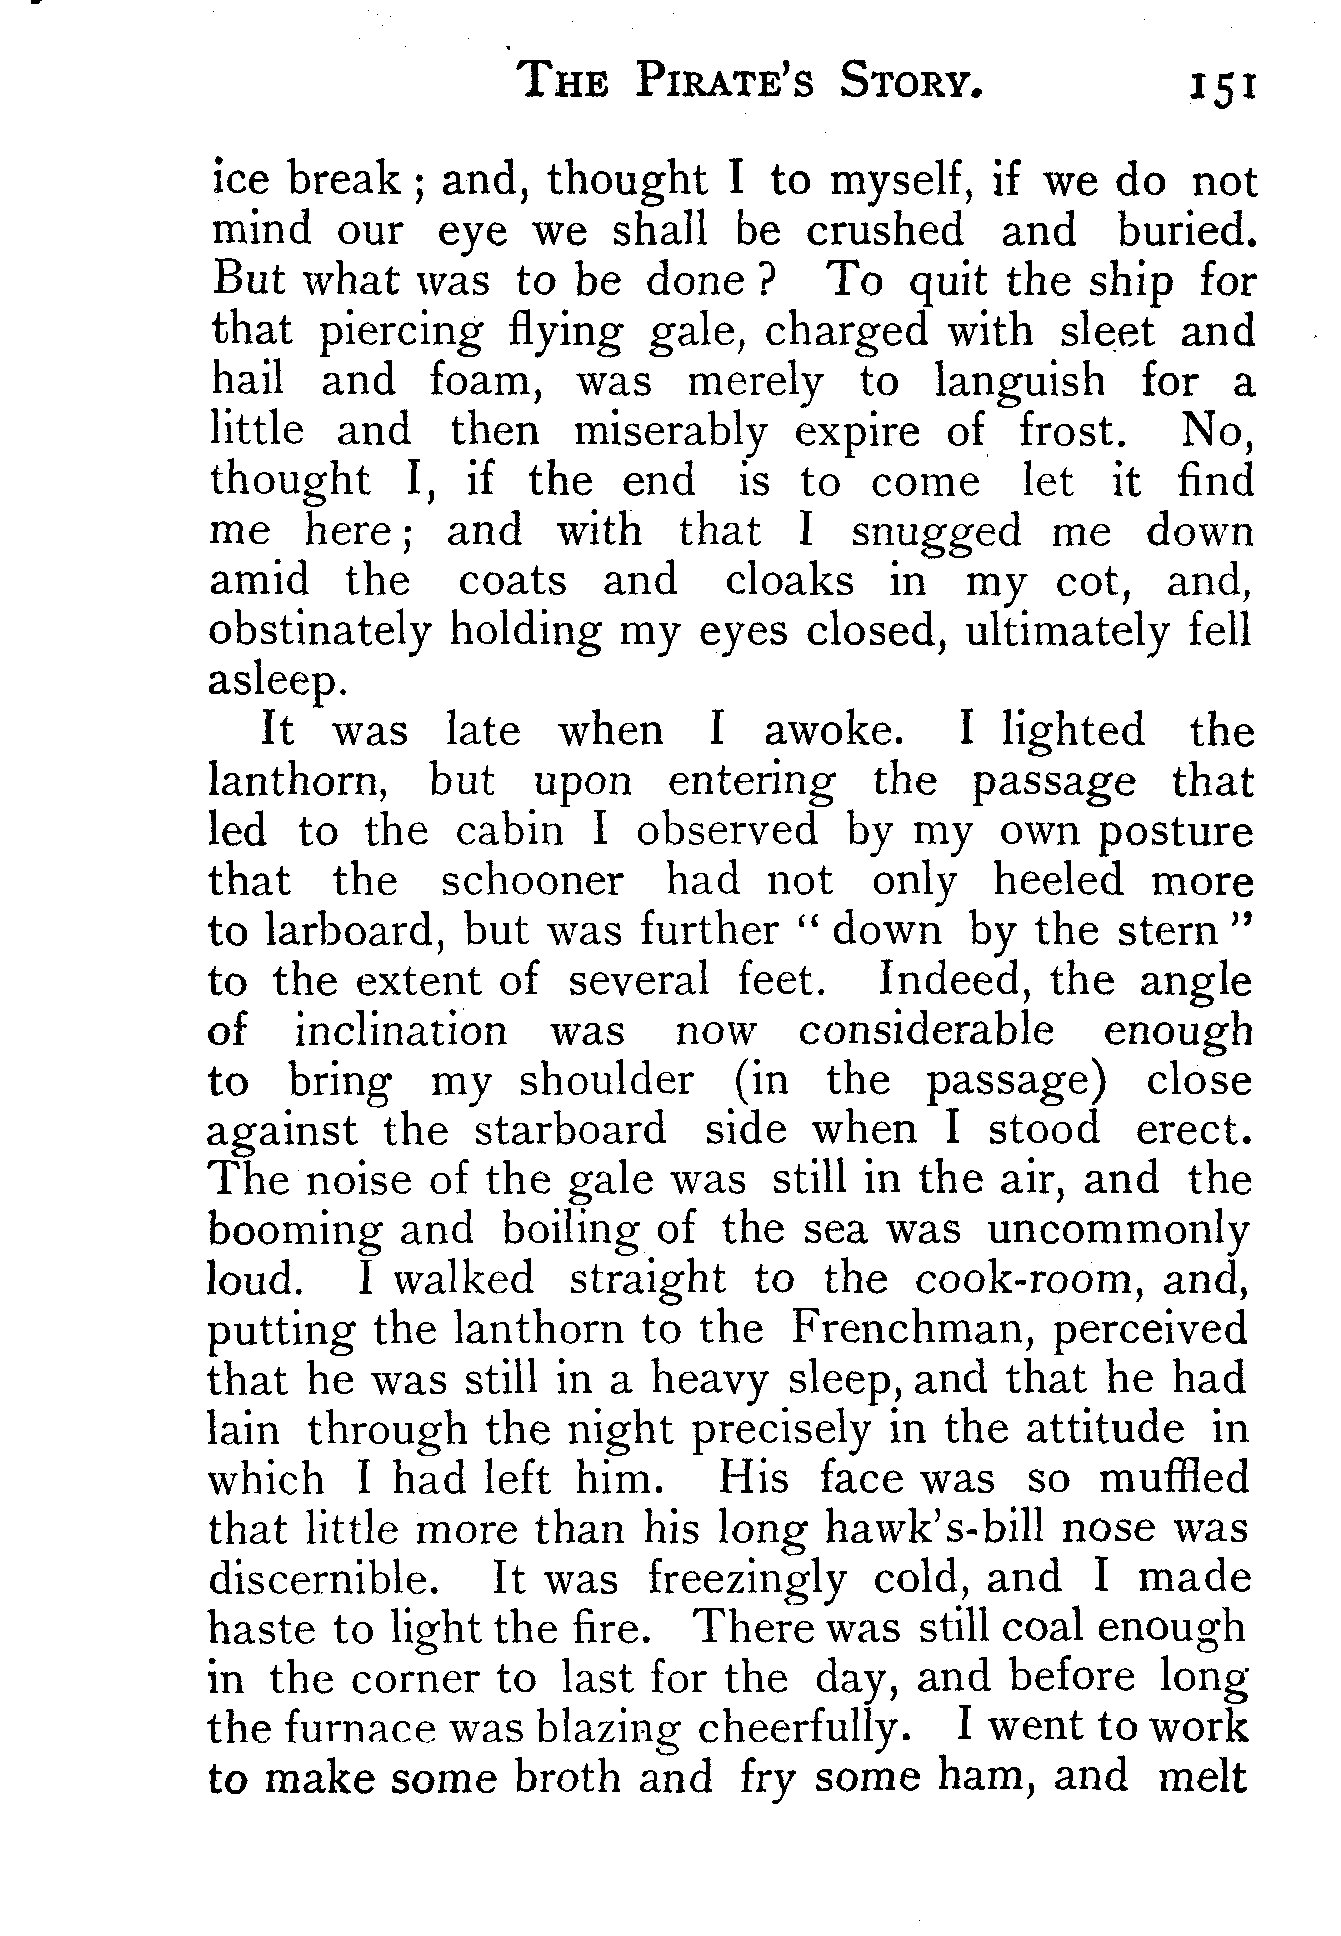 THE PIRATE'S STORY. 151
ice break ; and, thought I to myself, if we do not
mind our eye we shall be crushed and buried.
But what was to be done ? To quit the ship for
that piercing flying gale, charged with sleet and
hail and foam, was merely to languish for a
little and then miserably expire of frost. No,
thought I, if the end is to come let it find
me here ; and with that I snugged me down
amid the coats and cloaks in my cot, and,
obstinately holding my eyes closed, ultimately fell
asleep.
It was late when I awoke. I lighted the
lanthorn, but upon entering the passage that
led to the cabin I observed by my own posture
that the schooner had not only heeled more
to larboard, but was further " down by the stern "
to the extent of several feet. Indeed, the angle
of inclination was now considerable enough
to bring my shoulder (in the passage) close
against the starboard side when I stood erect.
The noise of the gale was still in the air, and the
booming and boiling of the sea was uncommonly
loud. I walked straight to the cook-room, and,
putting the lanthorn to the Frenchman, perceived
that he was still in a heavy sleep, and that he had
lain through the night precisely in the attitude in
which I had left him. His face was so muffled
that little more than his long hawk's-bill nose was
discernible. It was freezingly cold, and I made
haste to light the fire. There was still coal enough
in the corner to last for the day, and before long
the furnace was blazing cheerfully. I went to work
to make some broth and fry some ham, and melt